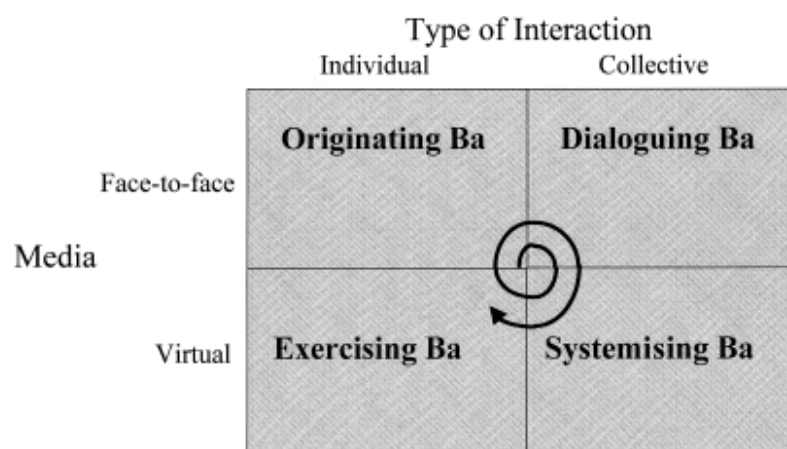 Type of Interaction
Individual Collective
Originating Ba Dialoguing Ba
Face-to-face
Media
Virtual
Exercising Ba Systemising Ba